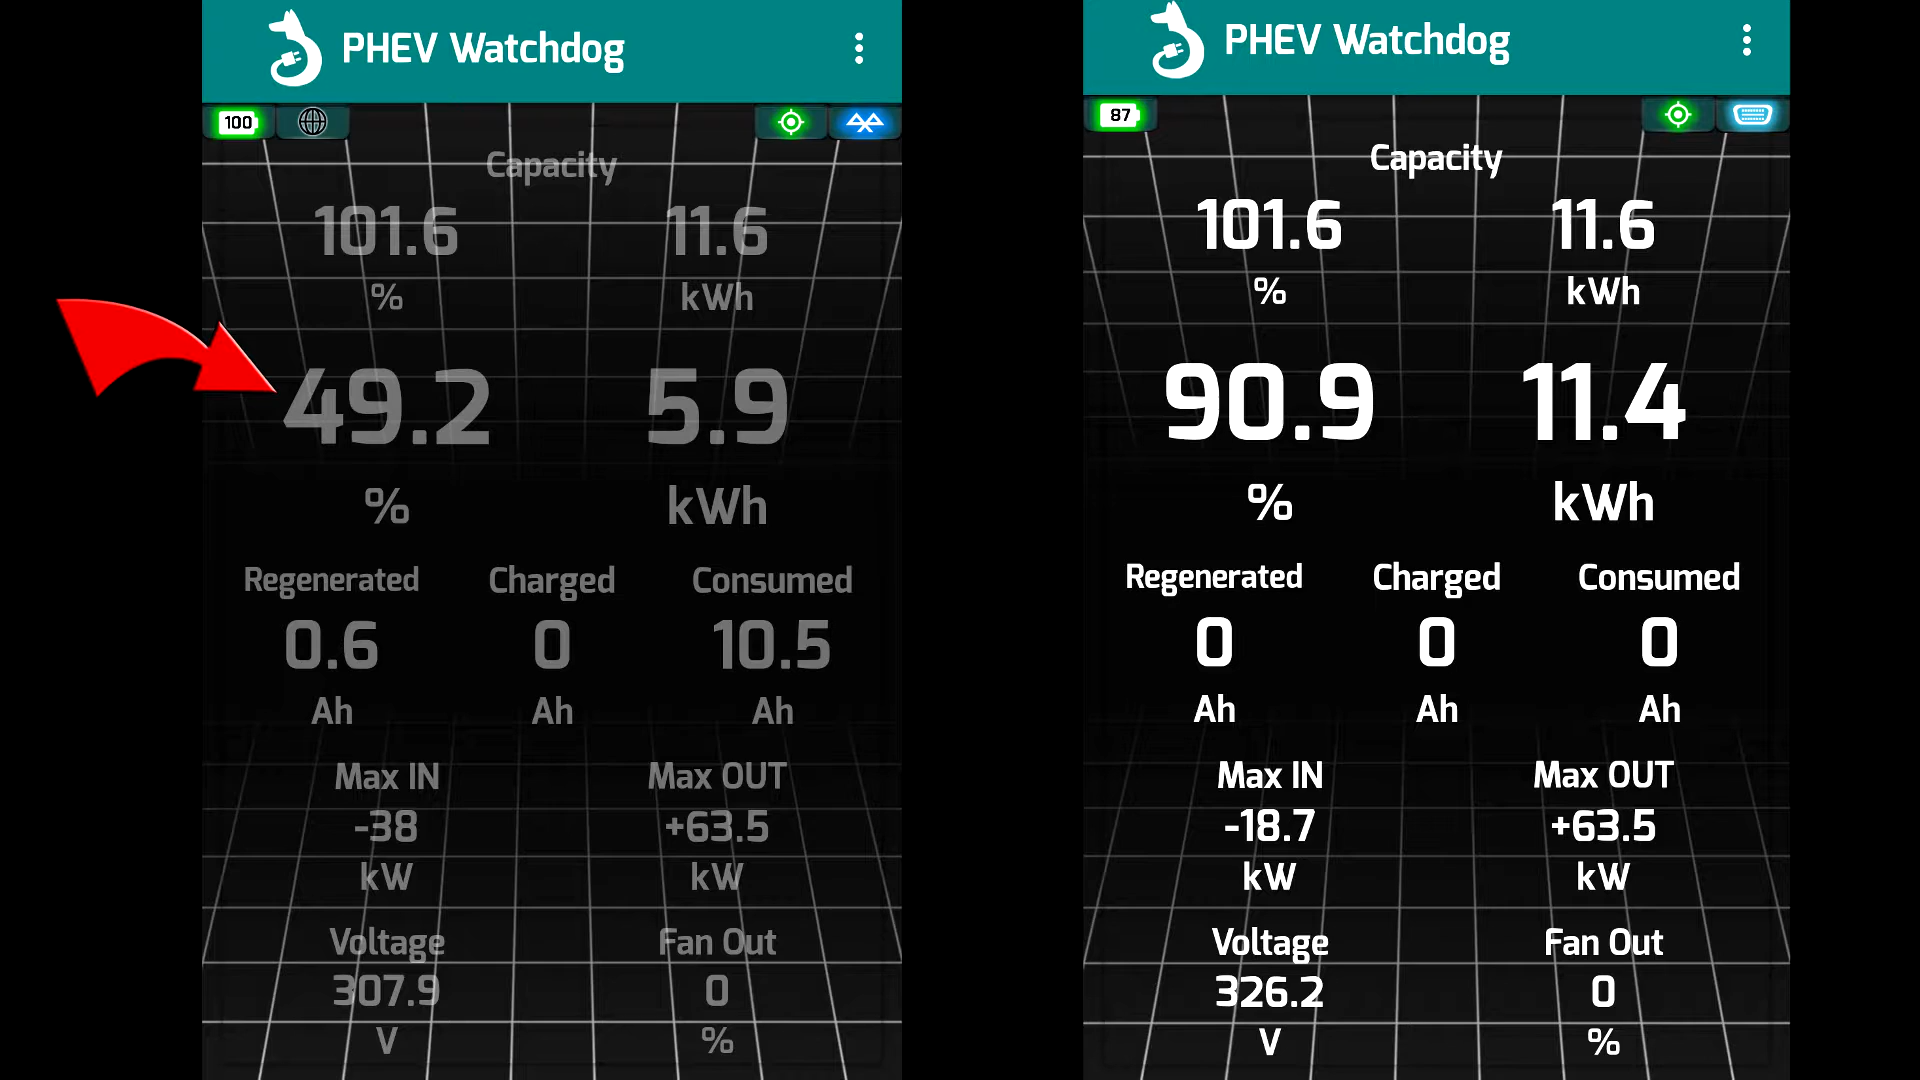 PHEV Watchdog
100
Capacity
101.6 11.6
% kWh
49.2 5.9
% kWh
Regenerated Charged Consumed
0.6 0 10.5
Ah Ah Ah
Max IN Max OUT
-38 +63.5
kW kW
Voltage Fan Out
307.9 0
V %
PHEV Watchdog
87
Capacity
101.6 11.6
% kWh
90.9 11.4
% kWh
Regenerated Charged Consumed
0 0 0
Ah Ah Ah
Max IN Max OUT
-18.7 +63.5
kW kW
Voltage Fan Out
326.2 0
V %